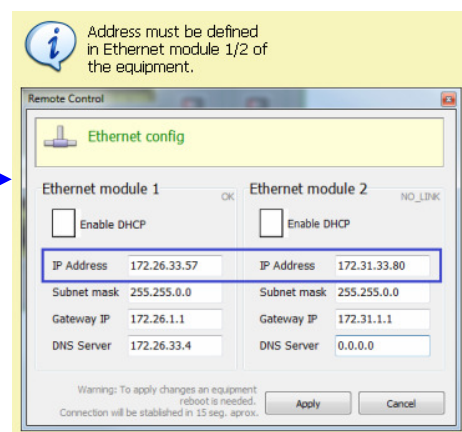 Address must be defined
in Ethernet module 1/2 of
the equipment.
Remote Control
Ethernet config
Ethernet module 1
OK
Ethernet module 2
NO_LINK
Enable DHCP
Enable DHCP
IP Address 172.26.33.57
IP Address 172.31.33.80
Subnet mask 255.255.0.0
Subnet mask 255.255.0.0
Gateway IP 172.26.1.1
Gateway IP 172.31.1.1
DNS Server 172.26.33.4
DNS Server 0.0.0.0
Warning: To apply changes an equipment
reboot is needed.
Connection will be stablished in 15 seg. aprox.
Apply
Cancel